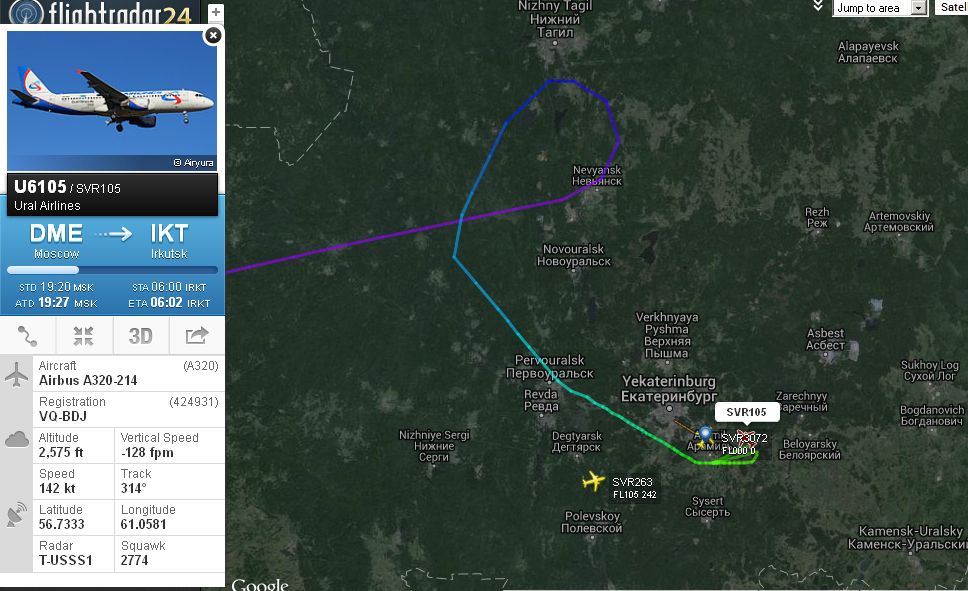 flightradar24
+
Jump to area
Satel
© Airyura
U6105 / SVR105
Ural Airlines
DME IKT
Moscow Irkutsk
STD 19:20 MSK STA 06:00 IRKT
ATD 19:27 MSK ETA 06:02 IRKT
3D
Aircraft (A320)
Airbus A320-214
Registration (424931)
VQ-BDJ
Altitude Vertical Speed
2,575 ft -128 fpm
Speed Track
142 kt 314°
Latitude Longitude
56.7333 61.0581
Radar Squawk
T-USSS1 2774
Nizhny Tagil
Нижний
Тагил
Alapayevsk
Алапаевск
Nevyansk
Невьянск
Rezh
Реж
Artemovskiy
Артемовский
Novouralsk
Новоуральск
Verkhnyaya
Pyshma
Верхняя
Пышма
Asbest
Асбест
Pervouralsk
Первоуральск
Sukhoy Log
Сухой Лог
Yekaterinburg
Екатеринбург
Revda
Ревда
Zarechnyy
Заречный
SVR105
Bogdanovich
Богданович
Nizhniye Sergi
Нижние
Серги
Degtyarsk
Дегтярск
SVR3072
FL000 0
Beloyarsky
Белоярский
SVR263
FL105 242
Sysert
Сысерть
Polevskoy
Полевской
Kamensk-Uralsky
Каменск-Уральский
Google